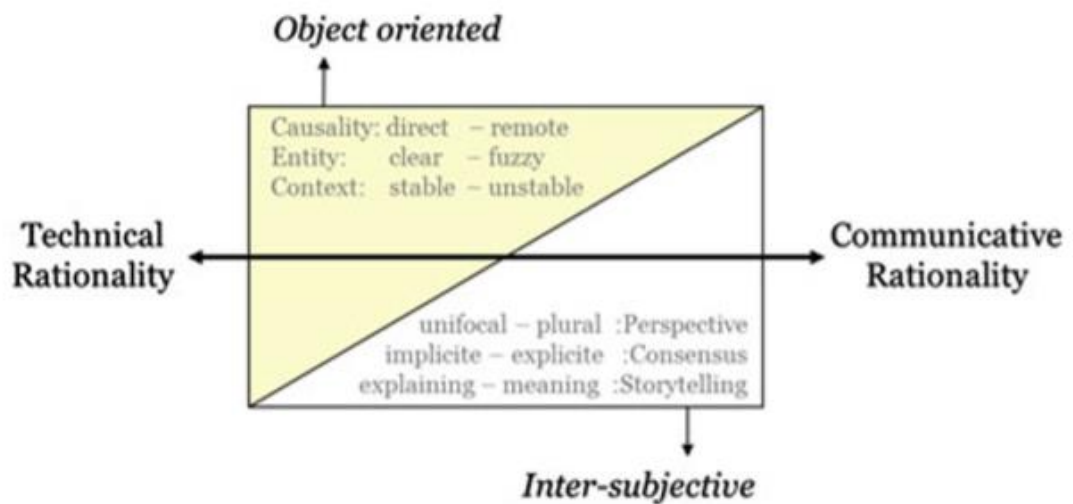 Object oriented
Causality: direct – remote
Entity: clear – fuzzy
Context: stable – unstable
Technical
Rationality
Communicative
Rationality
unifocal – plural :Perspective
implicite – explicite :Consensus
explaining – meaning :Storytelling
Inter-subjective